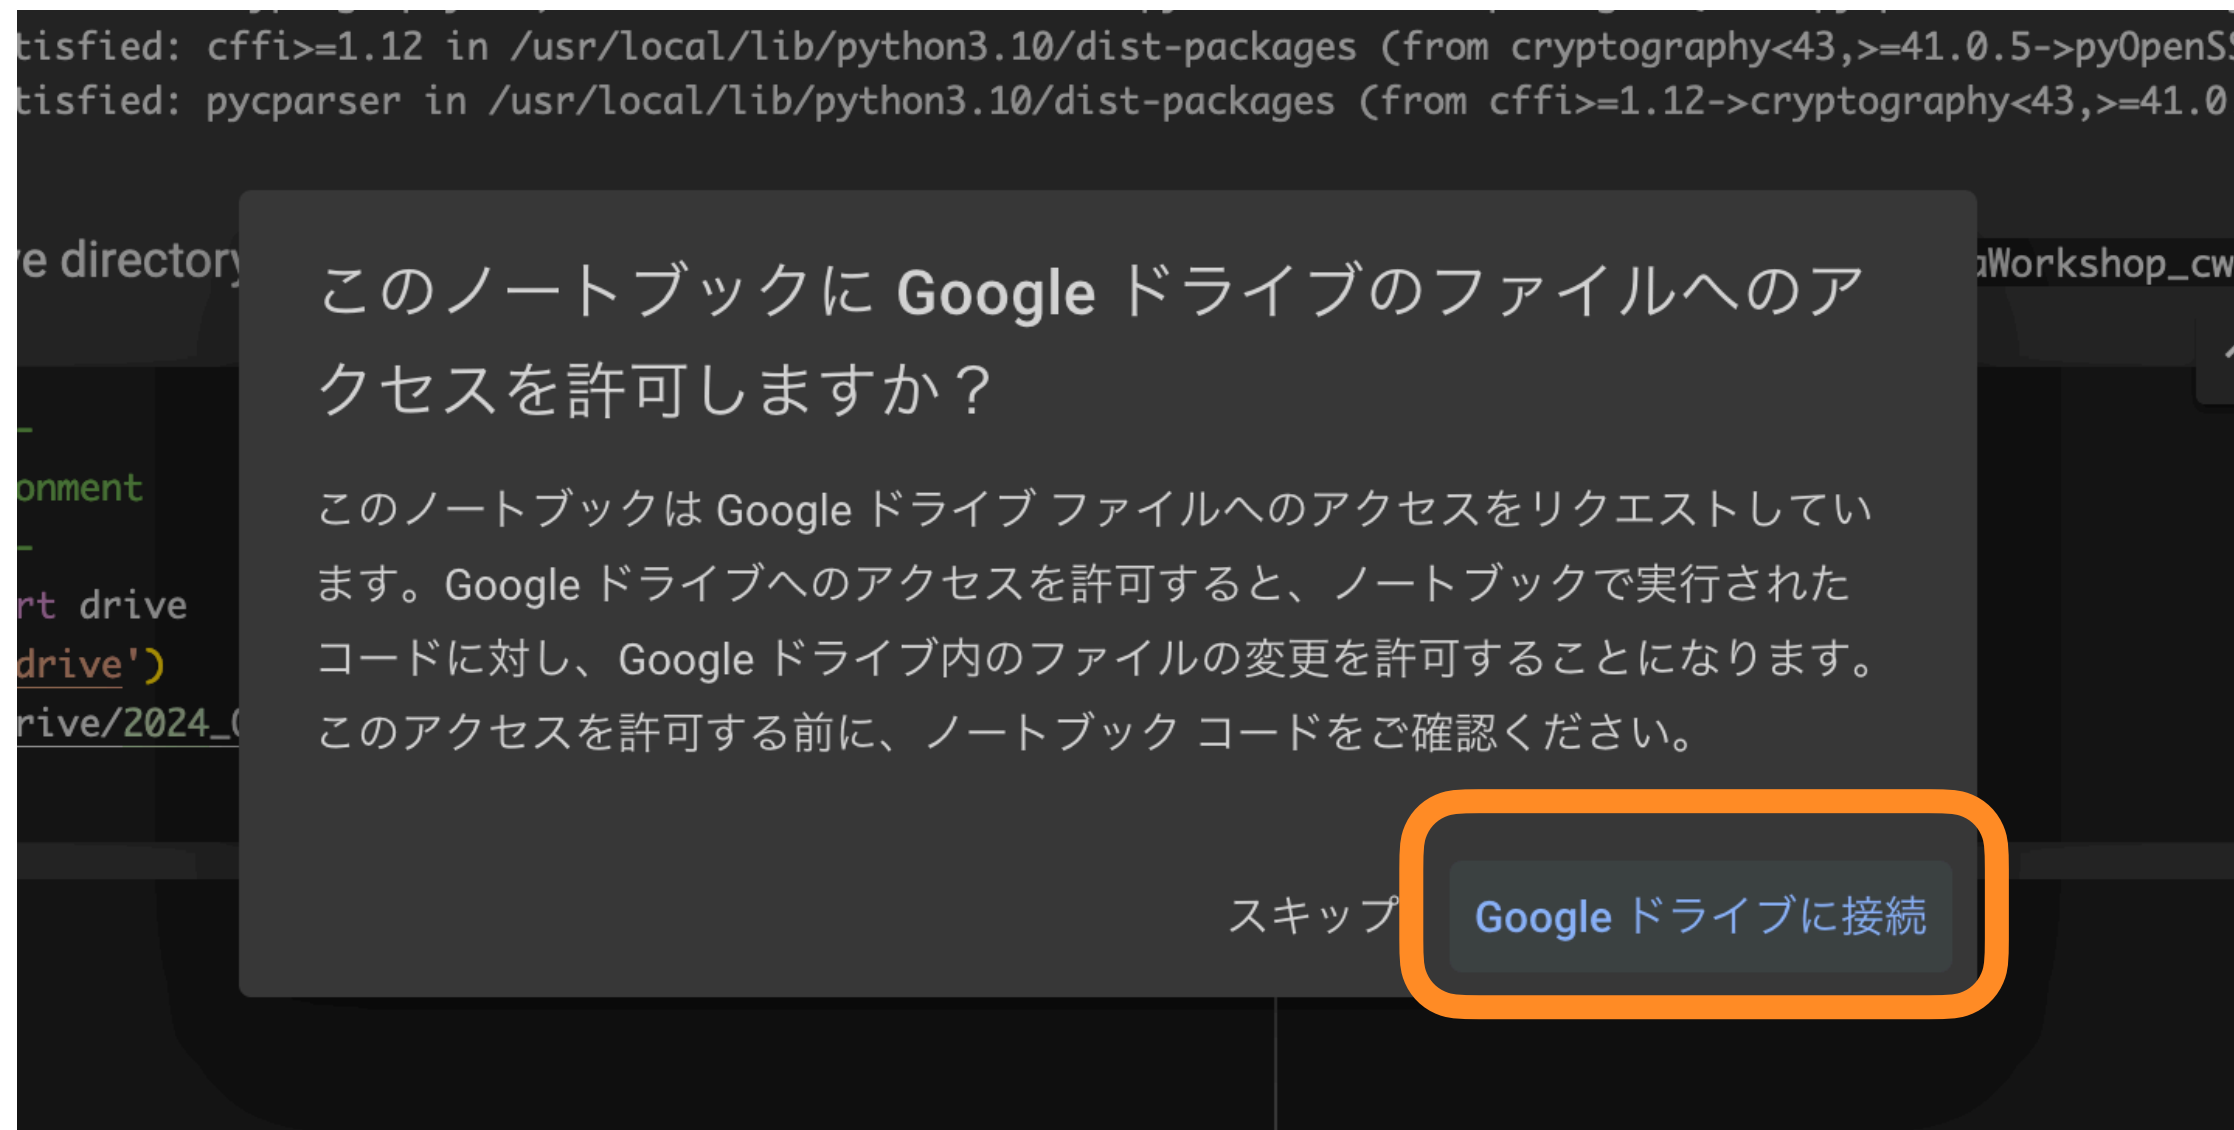 tisfied: cffi>=1.12 in /usr/local/lib/python3.10/dist-packages (from cryptography<43,>=41.0.5->pyOpenSS
tisfied: pycparser in /usr/local/lib/python3.10/dist-packages (from cffi>=1.12->cryptography<43,>=41.0
e directory
aWorkshop_cw
このノートブックに Google ドライブのファイルへのア
クセスを許可しますか？
onment
rt drive
drive')
rive/2024_
このノートブックは Google ドライブ ファイルへのアクセスをリクエストしてい
ます。Google ドライブへのアクセスを許可すると、ノートブックで実行された
コードに対し、Google ドライブ内のファイルの変更を許可することになります。
このアクセスを許可する前に、ノートブック コードをご確認ください。
スキップ
Google ドライブに接続